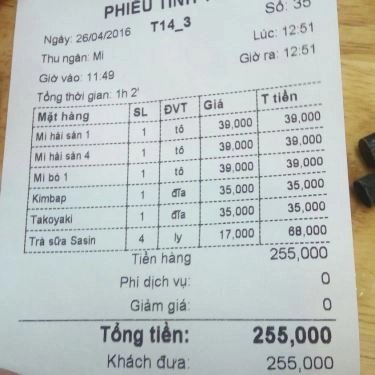 PHIẾU TÍNH
Số: 35
T14_3
Ngày: 26/04/2016 Lúc: 12:51
Thu ngân: Mi Giờ ra: 12:51
Giờ vào: 11:49
Tổng thời gian: 1h 2'
Mặt hàng SL ĐVT Giá T tiền
Mì hải sản 1 1 tô 39,000 39,000
Mì hải sản 4 1 tô 39,000 39,000
Mì bò 1 1 tô 39,000 39,000
Kimbap 1 đĩa 35,000 35,000
Takoyaki 1 đĩa 35,000 35,000
Trà sữa Sasin 4 ly 17,000 68,000
Tiền hàng 255,000
Phí dịch vụ: 0
Giảm giá: 0
Tổng tiền: 255,000
Khách đưa: 255,000